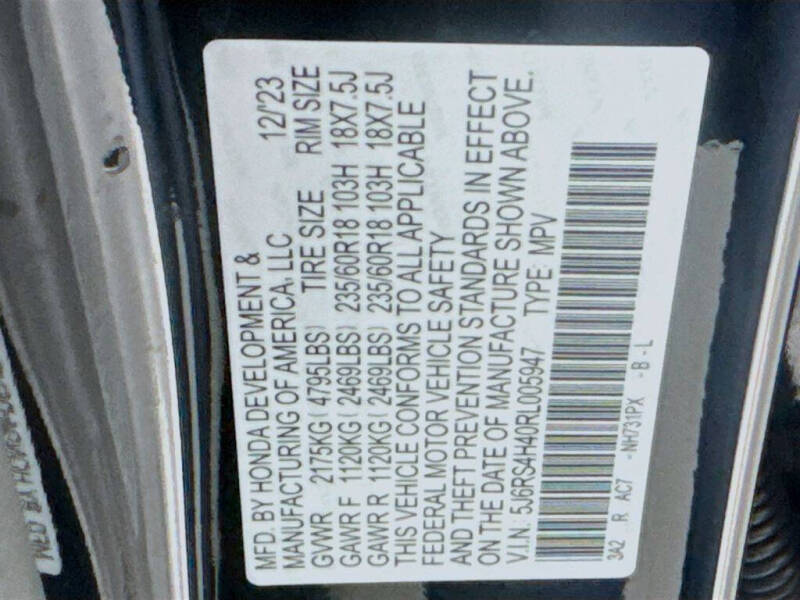 MFD. BY HONDA DEVELOPMENT &
MANUFACTURING OF AMERICA, LLC 12/'23
GVWR 2175KG( 4795LBS) TIRE SIZE RIM SIZE
GAWR F 1120KG( 2469LBS) 235/60R18 103H 18X7.5J
GAWR R 1120KG( 2469LBS) 235/60R18 103H 18X7.5J
THIS VEHICLE CONFORMS TO ALL APPLICABLE
FEDERAL MOTOR VEHICLE SAFETY
AND THEFT PREVENTION STANDARDS IN EFFECT
ON THE DATE OF MANUFACTURE SHOWN ABOVE.
V.I.N.: 5J6RS4H40RL005947 TYPE: MPV
3A2 R AC7 -NH731PX -B-L